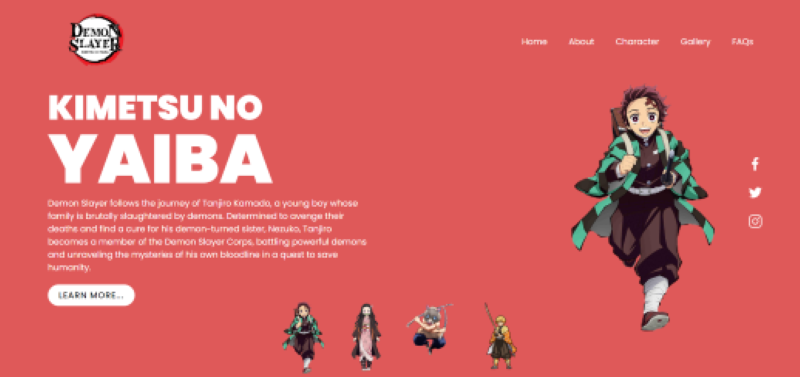 DEMON
SLAYER
Home
About
Character
Gallery
FAQs
KIMETSU NO
YAIBA
Demon Slayer follows the journey of Tanjiro Kamado, a young boy whose
family is brutally slaughtered by demons. Determined to avenge their
deaths and find a cure for his demon-turned sister, Nezuko, Tanjiro
becomes a member of the Demon Slayer Corps, battling powerful demons
and unraveling the mysteries of his own bloodline in a quest to save
humanity.
LEARN MORE...